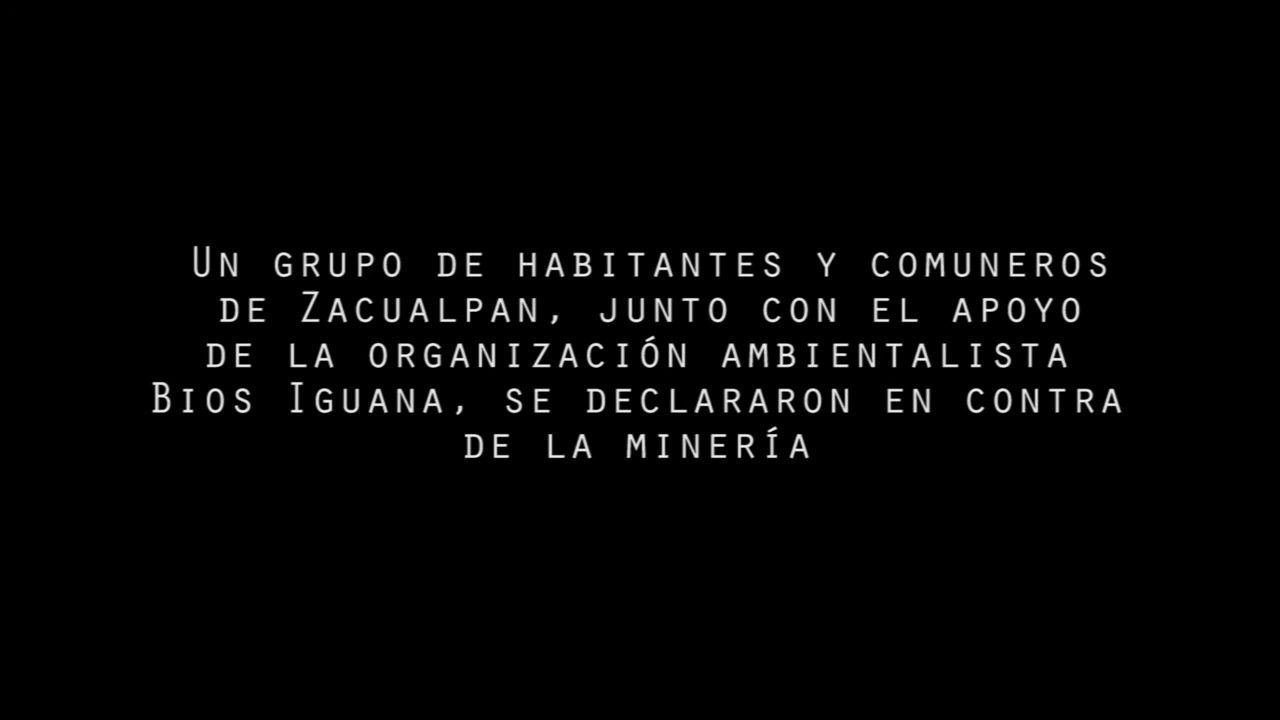 Un grupo de habitantes y comuneros
de Zacualpan, junto con el apoyo
de la organización ambientalista
Bios Iguana, se declararon en contra
de la minería